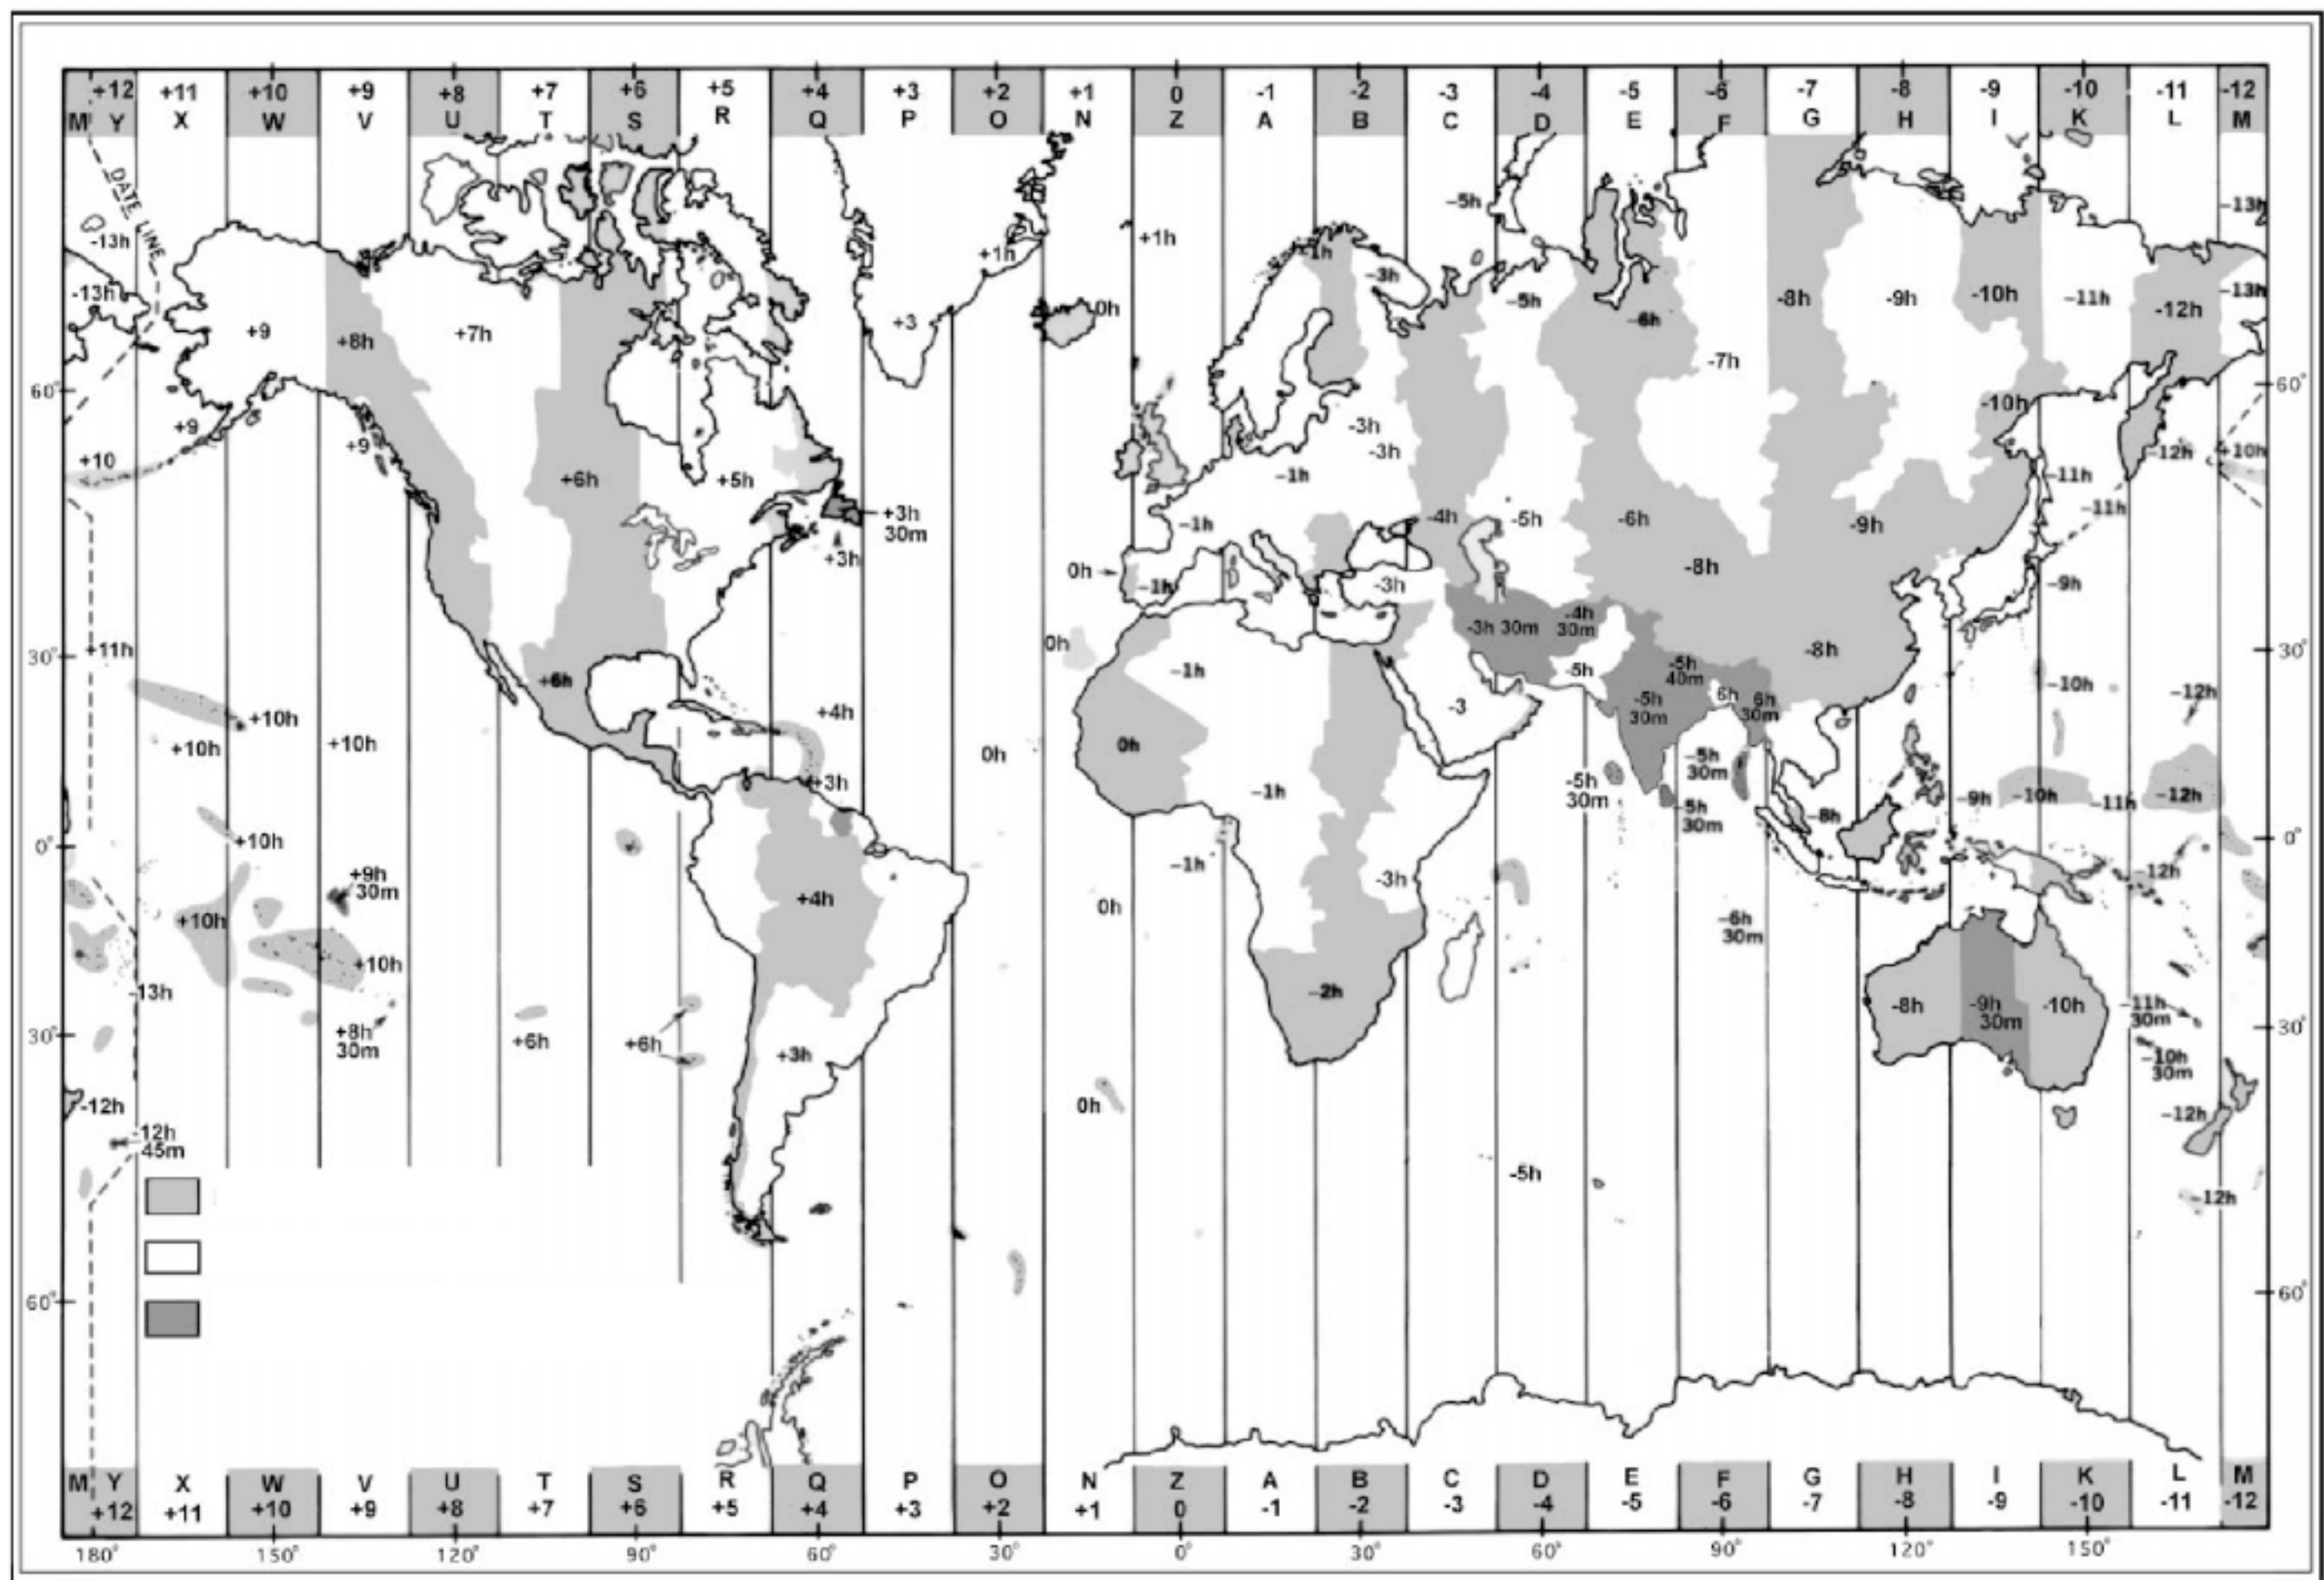 +12 +11 +10 +9 +8 +7 +6 +5 +4 +3 +2 +1 0 -1 -2 -3 -4 -5 -6 -7 -8 -9 -10 -11 -12
M Y X W V U T S R Q P O N Z A B C D E F G H I K L M
DATE LINE
-13h
-5h
-13h
-13h
+1h
+1h
-1h
-3h
-13h
-5h
-8h
-9h
-10h
-11h
-13h
0h
-12h
+9
+8h
+7h
+3
-6h
-7h
60°
60°
+9
-10h
+9
-3h
-3h
+10
-12h
+10h
+6h
+5h
-1h
-11h
+3h
30m
-1h
-4h
-5h
-6h
-9h
-11h
+3h
0h
-1h
-3h
-8h
-9h
-3h 30m
-4h
30m
+11h
30°
0h
-8h
30°
+6h
-1h
-5h
-5h
40m
-10h
-5h
30m
6h
6h
30m
-12h
+10h
+4h
-3
+10h
+10h
0h
0h
+3h
-5h
30m
-5h
30m
-1h
-9h
-10h
-11h
-12h
-5h
30m
-8h
+10h
0°
0°
+9h
30m
-1h
-3h
-12h
+4h
0h
+10h
-6h
30m
+10h
-13h
-2h
-8h
-9h
30m
-10h
-11h
30m
+8h
30m
+6h
+6h
+3h
30°
30°
-10h
30m
-12h
0h
-12h
-12h
45m
-5h
-12h
60°
60°
M Y X W V U T S R Q P O N Z A B C D E F G H I K L M
+12 +11 +10 +9 +8 +7 +6 +5 +4 +3 +2 +1 0 -1 -2 -3 -4 -5 -6 -7 -8 -9 -10 -11 -12
180° 150° 120° 90° 60° 30° 0° 30° 60° 90° 120° 150°